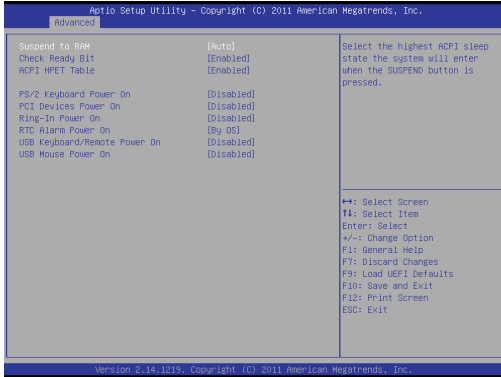 Aptio Setup Utility – Copyright (C) 2011 American Megatrends, Inc.
Advanced
Suspend to RAM [Auto]
Check Ready Bit [Enabled]
ACPI HPET Table [Enabled]
PS/2 Keyboard Power On [Disabled]
PCI Devices Power On [Disabled]
Ring-In Power On [Disabled]
RTC Alarm Power On [By OS]
USB Keyboard/Remote Power On [Disabled]
USB Mouse Power On [Disabled]
Select the highest ACPI sleep
state the system will enter
when the SUSPEND button is
pressed.
↔: Select Screen
↑↓: Select Item
Enter: Select
+/-: Change Option
F1: General Help
F7: Discard Changes
F9: Load UEFI Defaults
F10: Save and Exit
F12: Print Screen
ESC: Exit
Version 2.14.1219. Copyright (C) 2011 American Megatrends, Inc.